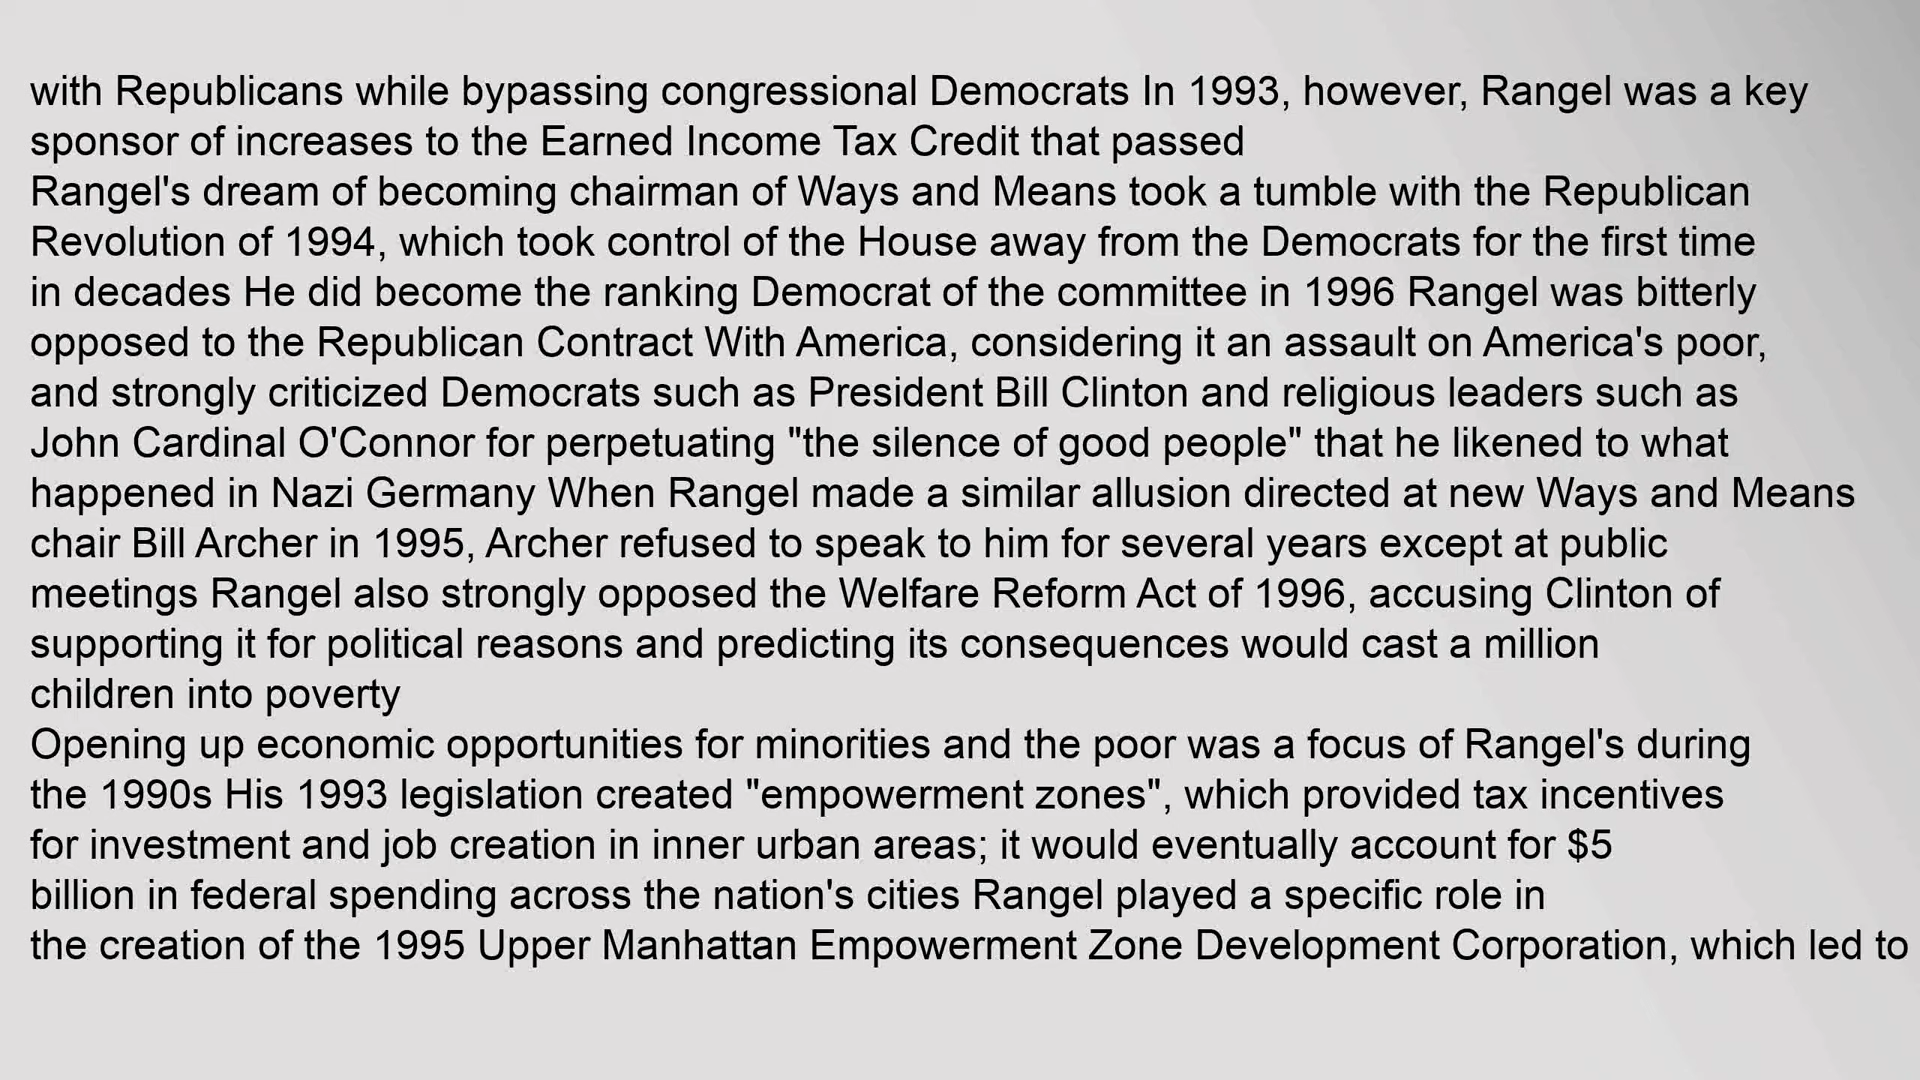 with Republicans while bypassing congressional Democrats In 1993, however, Rangel was a key
sponsor of increases to the Earned Income Tax Credit that passed
Rangel's dream of becoming chairman of Ways and Means took a tumble with the Republican
Revolution of 1994, which took control of the House away from the Democrats for the first time
in decades He did become the ranking Democrat of the committee in 1996 Rangel was bitterly
opposed to the Republican Contract With America, considering it an assault on America's poor,
and strongly criticized Democrats such as President Bill Clinton and religious leaders such as
John Cardinal O'Connor for perpetuating "the silence of good people" that he likened to what
happened in Nazi Germany When Rangel made a similar allusion directed at new Ways and Means
chair Bill Archer in 1995, Archer refused to speak to him for several years except at public
meetings Rangel also strongly opposed the Welfare Reform Act of 1996, accusing Clinton of
supporting it for political reasons and predicting its consequences would cast a million
children into poverty
Opening up economic opportunities for minorities and the poor was a focus of Rangel's during
the 1990s His 1993 legislation created "empowerment zones", which provided tax incentives
for investment and job creation in inner urban areas; it would eventually account for $5
billion in federal spending across the nation's cities Rangel played a specific role in
the creation of the 1995 Upper Manhattan Empowerment Zone Development Corporation, which led to